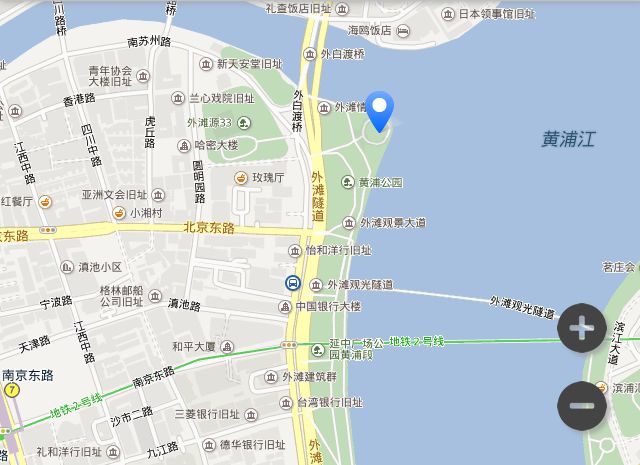 礼查饭店旧址
日本领事馆旧址
海鸥饭店
南苏州路
外白渡桥
新天安堂旧址
青年协会
大楼旧址
香港路
兰心戏院旧址
外白渡桥
外滩情
外滩源33
虎丘路
四川中路
江西中路
哈密大楼
黄浦江
圆明园路
玫瑰厅
黄浦公园
外滩隧道
亚洲文会旧址
红餐厅
小湘村
外滩观景大道
北京东路
京东路
怡和洋行旧址
滇池小区
茗庄会
外滩观光隧道
格林邮船
公司旧址
宁波路
滇池路
中国银行大楼
外滩观光隧道
滨江大道
江西中路
天津路
和平大厦
延中广场公
园黄浦段
地铁2号线
南京东路
7
南京东路
外滩建筑群
滨浦汇
地铁2号线
台湾银行旧址
沙市二路
三菱银行旧址
外滩
礼和洋行旧址
九江路
德华银行旧址